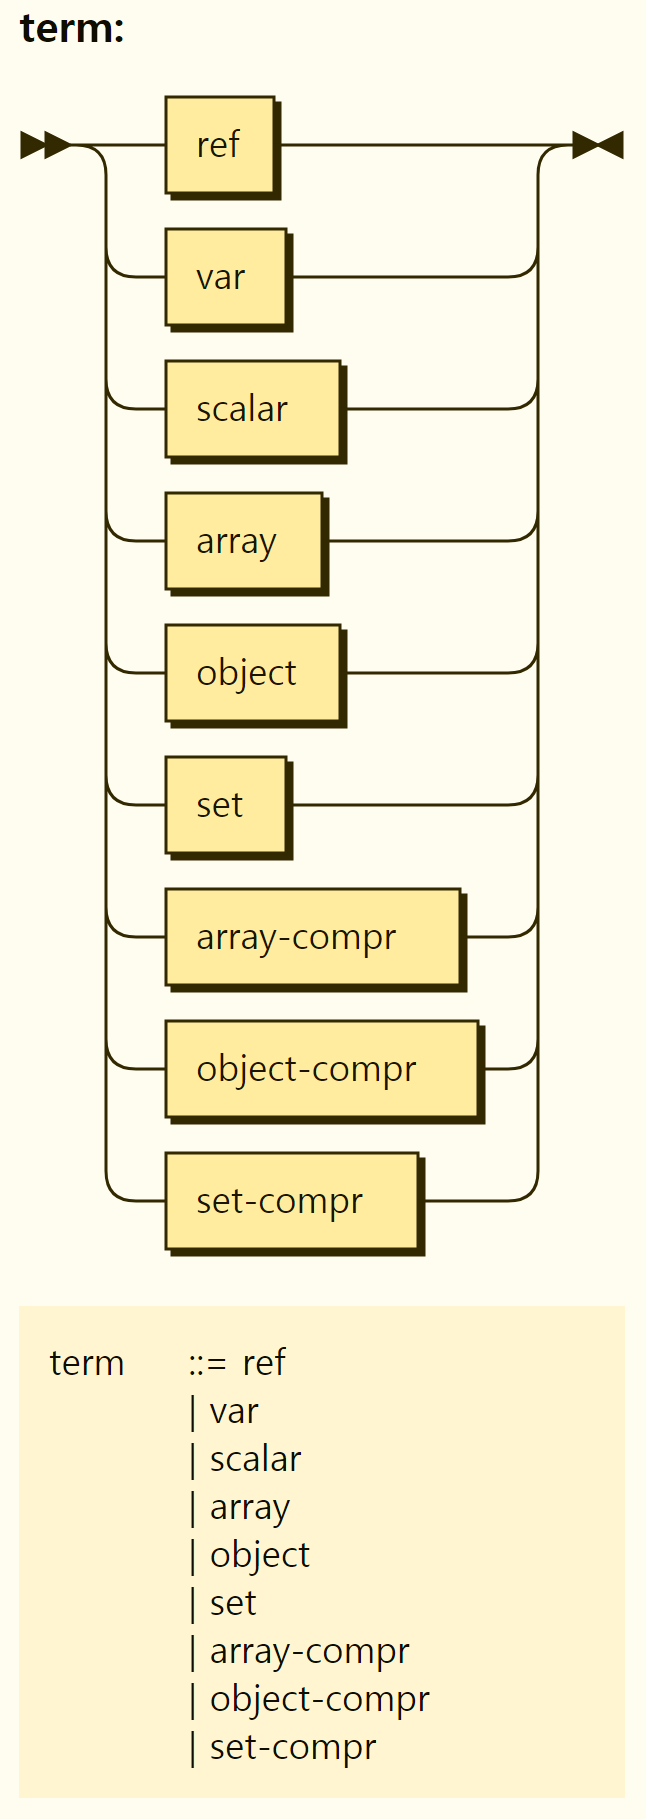 term:
ref
var
scalar
array
object
set
array-compr
object-compr
set-compr
term ::= ref
| var
| scalar
| array
| object
| set
| array-compr
| object-compr
| set-compr